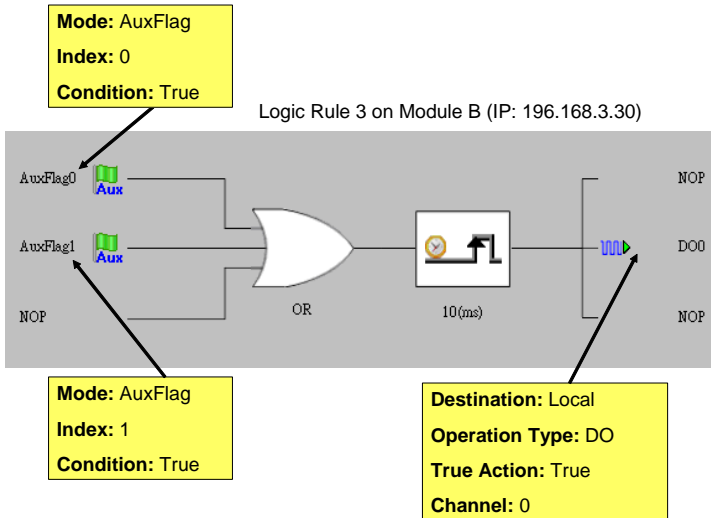 Mode: AuxFlag
Index: 0
Condition: True
Logic Rule 3 on Module B (IP: 196.168.3.30)
AuxFlag0
Aux
NOP
AuxFlag1
Aux
DO0
NOP
OR
10(ms)
NOP
Mode: AuxFlag
Index: 1
Condition: True
Destination: Local
Operation Type: DO
True Action: True
Channel: 0